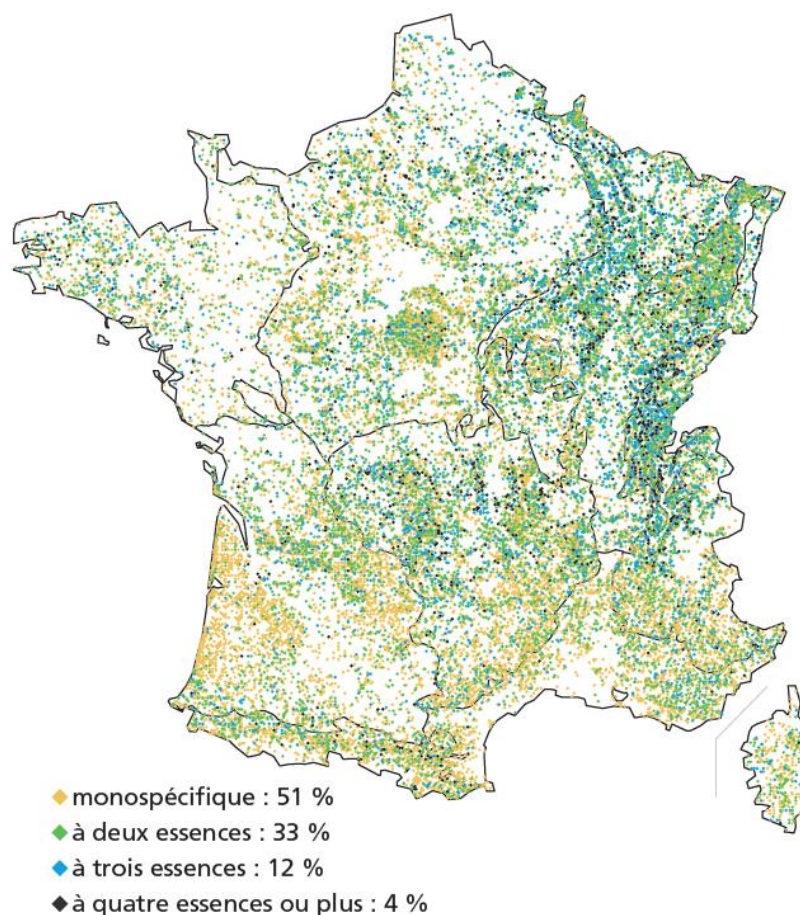 monospécifique : 51 %
à deux essences : 33 %
à trois essences : 12 %
à quatre essences ou plus : 4 %